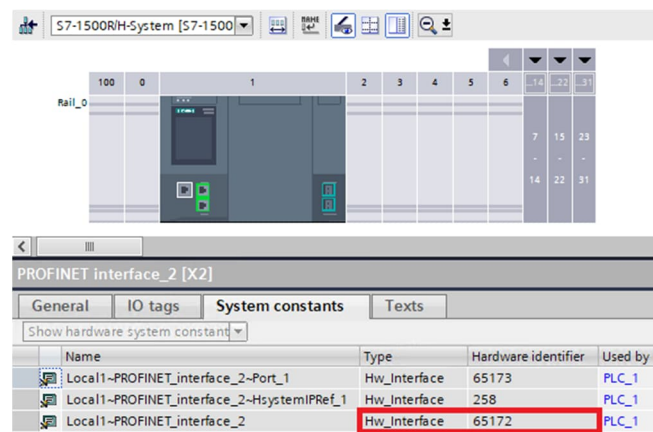 S7-1500R/H-System [S7-1500
100 0 1 2 3 4 5 6 ...14 ...22 ...31
Rail_0
7 15 23
- - -
14 22 31
PROFINET interface_2 [X2]
General IO tags System constants Texts
Show hardware system constant
Name Type Hardware identifier Used by
Local1~PROFINET_interface_2~Port_1 Hw_Interface 65173 PLC_1
Local1~PROFINET_interface_2~HsystemIPRef_1 Hw_Interface 258 PLC_1
Local1~PROFINET_interface_2 Hw_Interface 65172 PLC_1